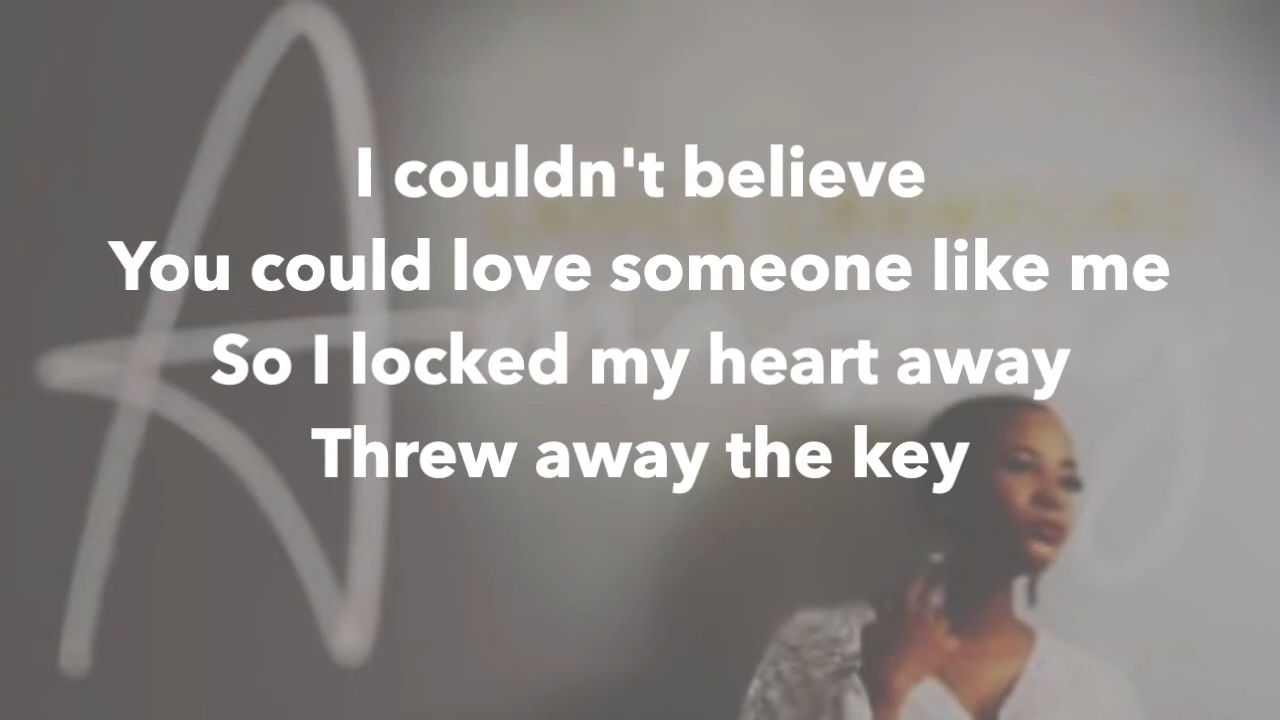 I couldn't believe
You could love someone like me
So I locked my heart away
Threw away the key